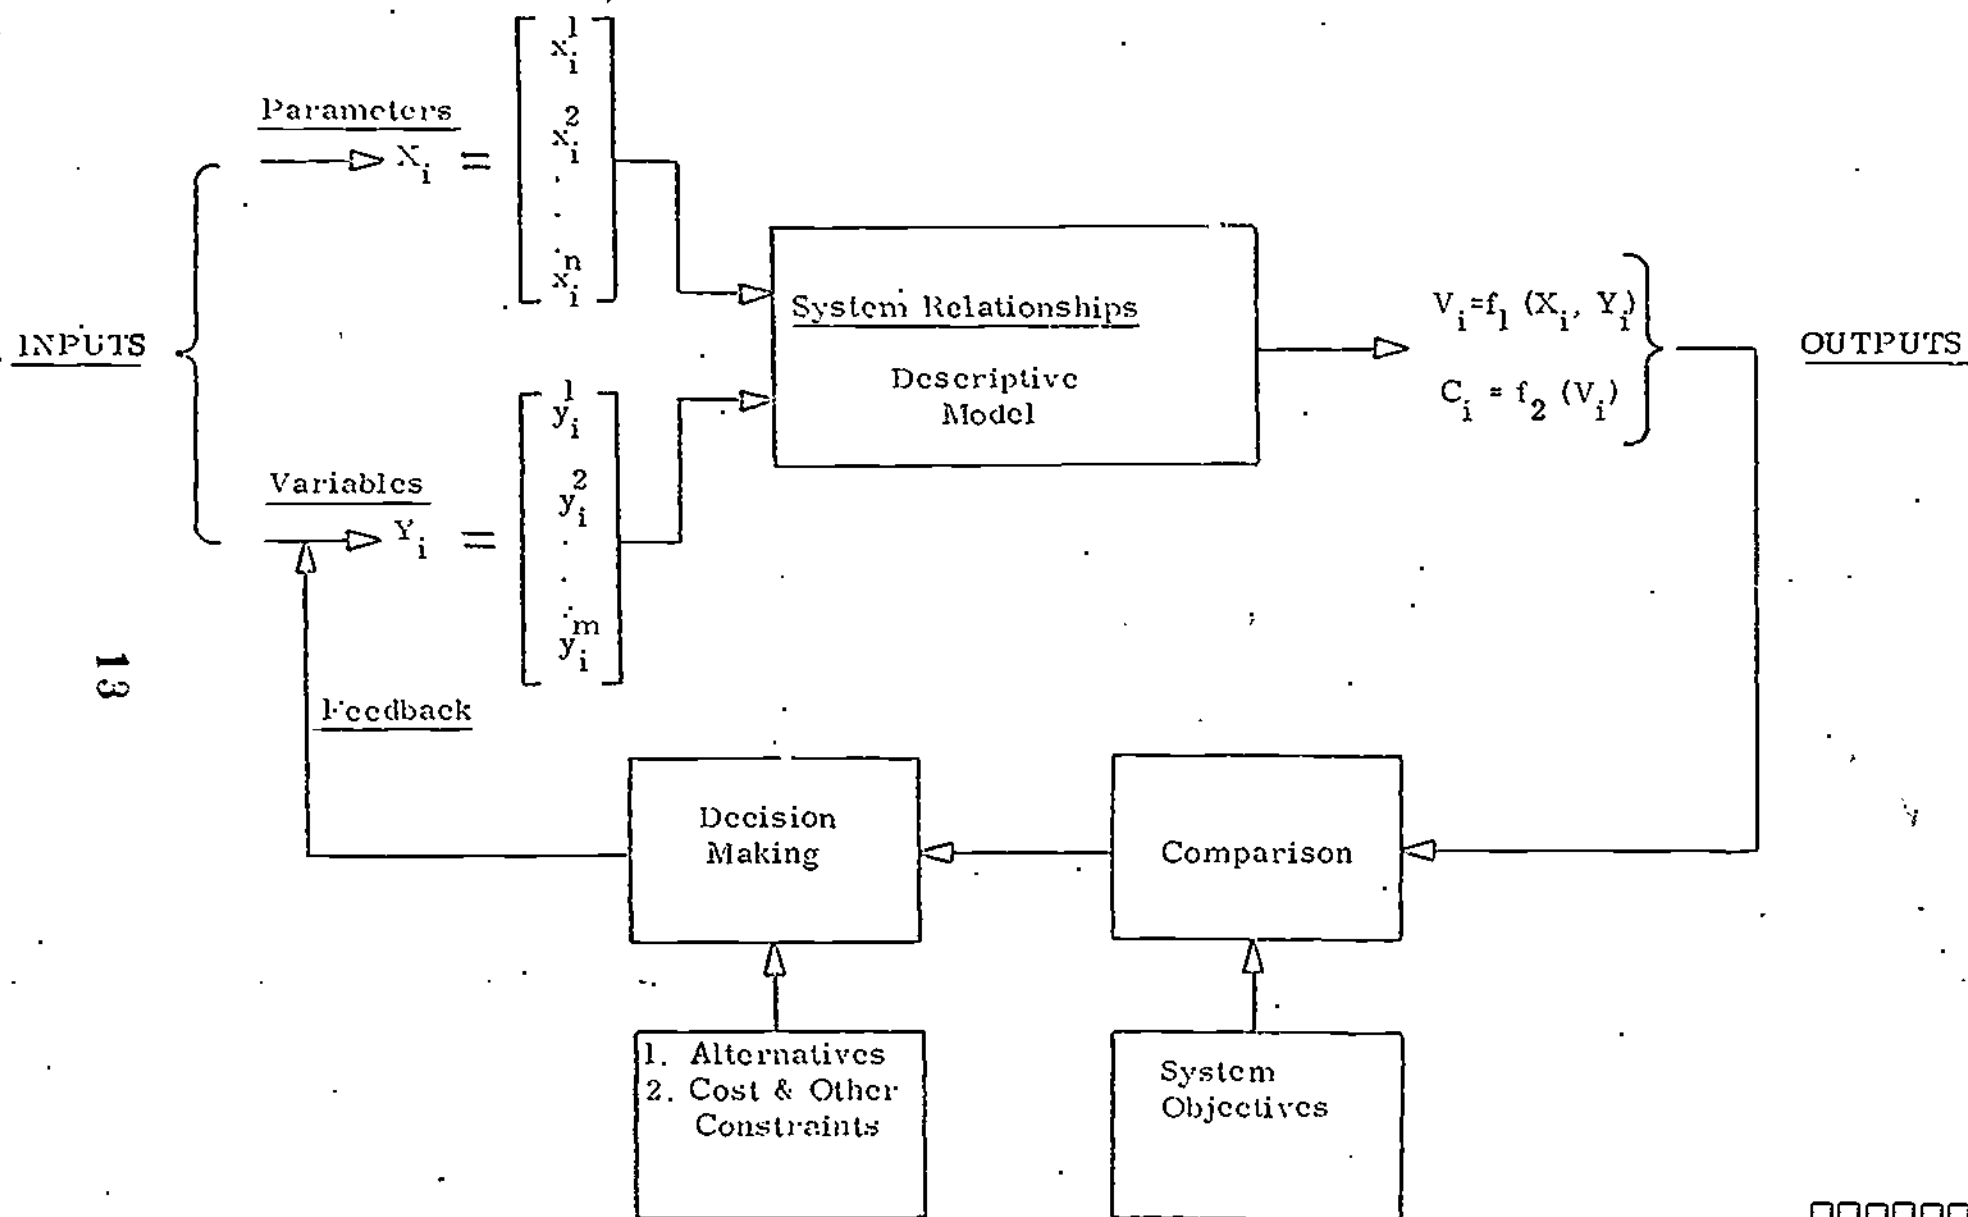 Parameters
X_i = [x_i^1
x_i^2
.
.
.
x_i^n]
INPUTS
Variables
Y_i = [y_i^1
y_i^2
.
.
.
y_i^m]
System Relationships
Descriptive
Model
V_i=f_1 (X_i, Y_i)
C_i = f_2 (V_i)
OUTPUTS
13
Feedback
Decision
Making
Comparison
1. Alternatives
2. Cost & Other
Constraints
System
Objectives